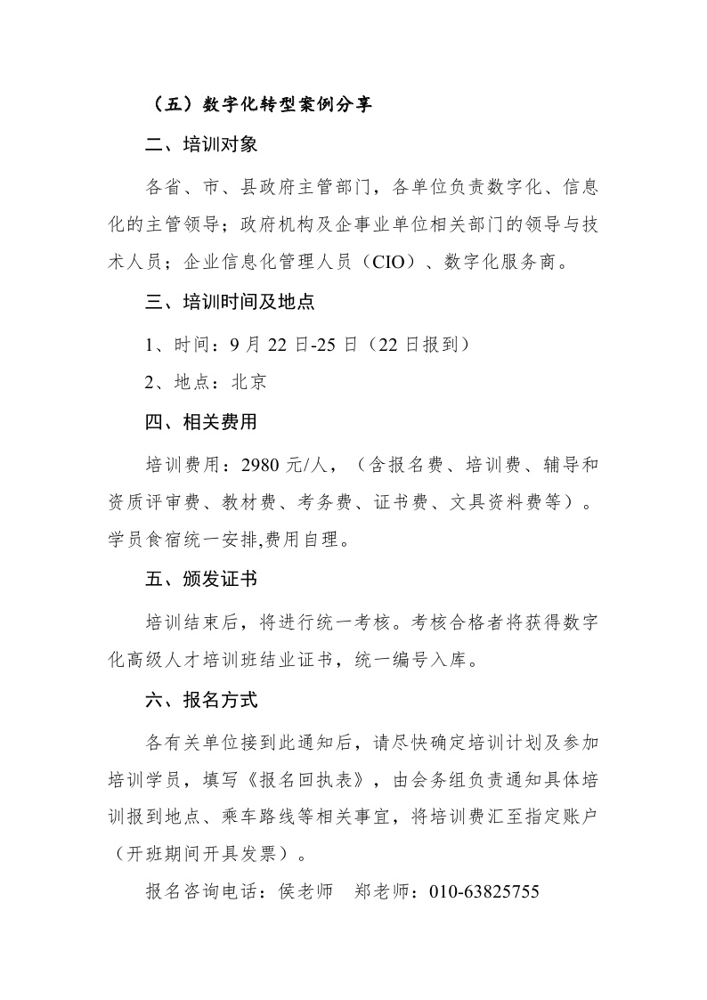 （五）数字化转型案例分享
二、培训对象
各省、市、县政府主管部门，各单位负责数字化、信息
化的主管领导；政府机构及企事业单位相关部门的领导与技
术人员；企业信息化管理人员（CIO）、数字化服务商。
三、培训时间及地点
1、时间：9 月 22 日-25 日（22 日报到）
2、地点：北京
四、相关费用
培训费用：2980 元/人，（含报名费、培训费、辅导和
资质评审费、教材费、考务费、证书费、文具资料费等）。
学员食宿统一安排,费用自理。
五、颁发证书
培训结束后，将进行统一考核。考核合格者将获得数字
化高级人才培训班结业证书，统一编号入库。
六、报名方式
各有关单位接到此通知后，请尽快确定培训计划及参加
培训学员，填写《报名回执表》，由会务组负责通知具体培
训报到地点、乘车路线等相关事宜，将培训费汇至指定账户
（开班期间开具发票）。
报名咨询电话：侯老师　郑老师：010-63825755